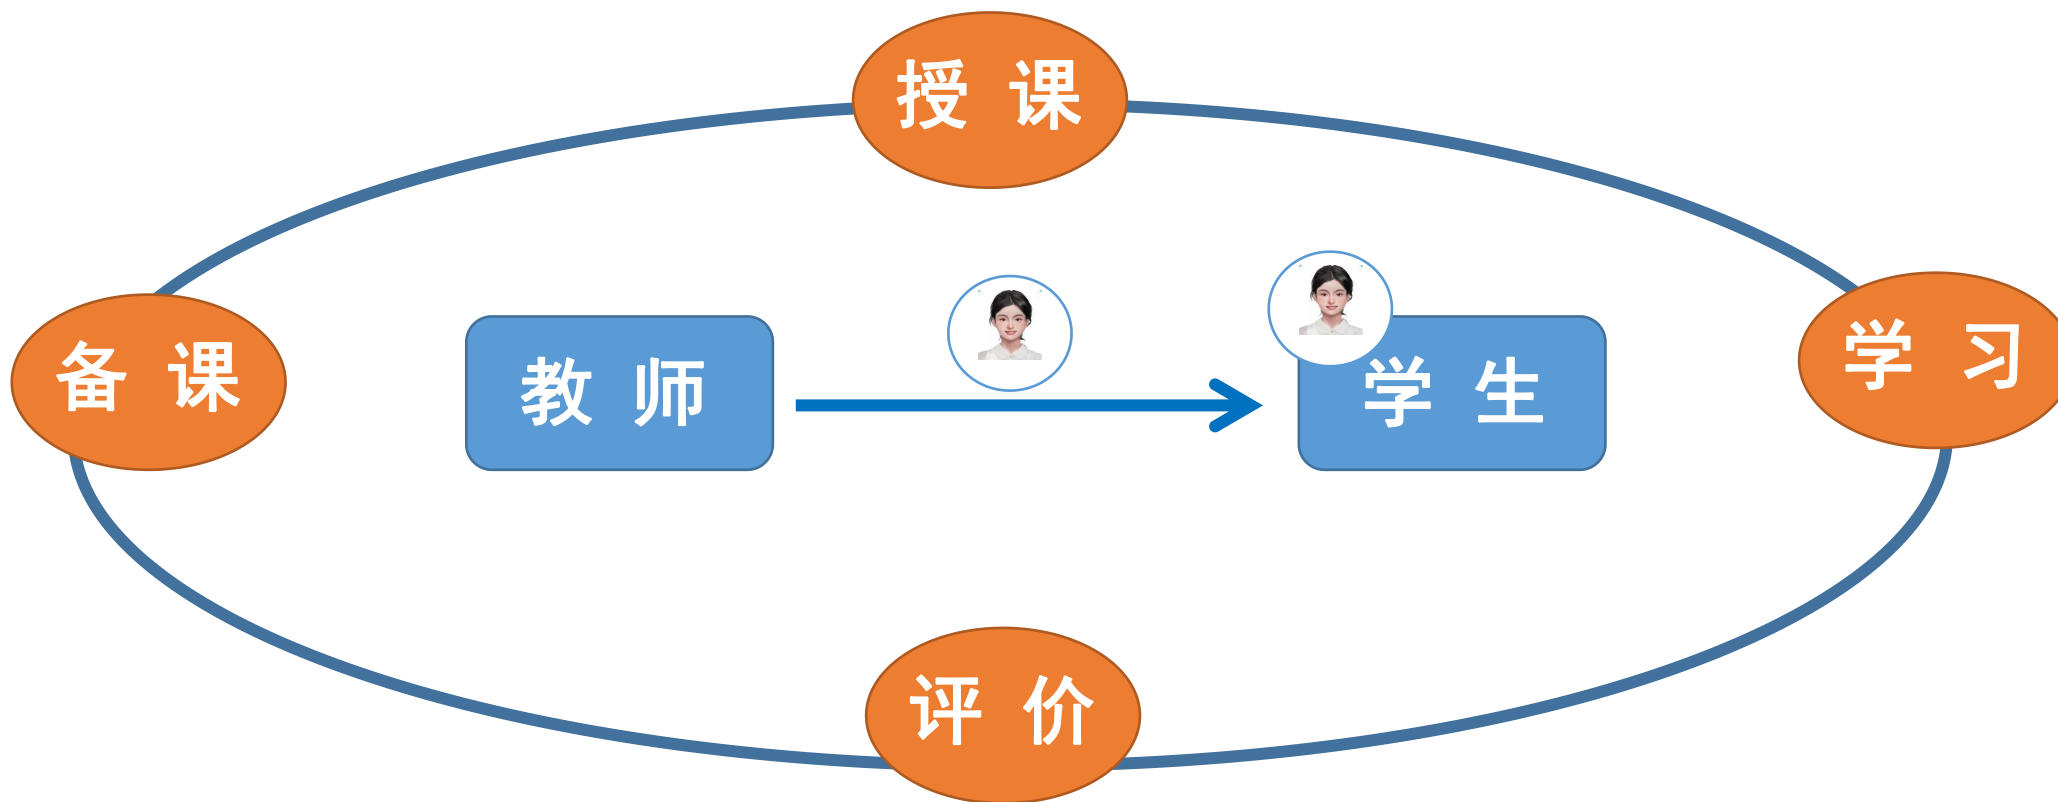 授 课
备 课
教 师
学 生
学 习
评 价